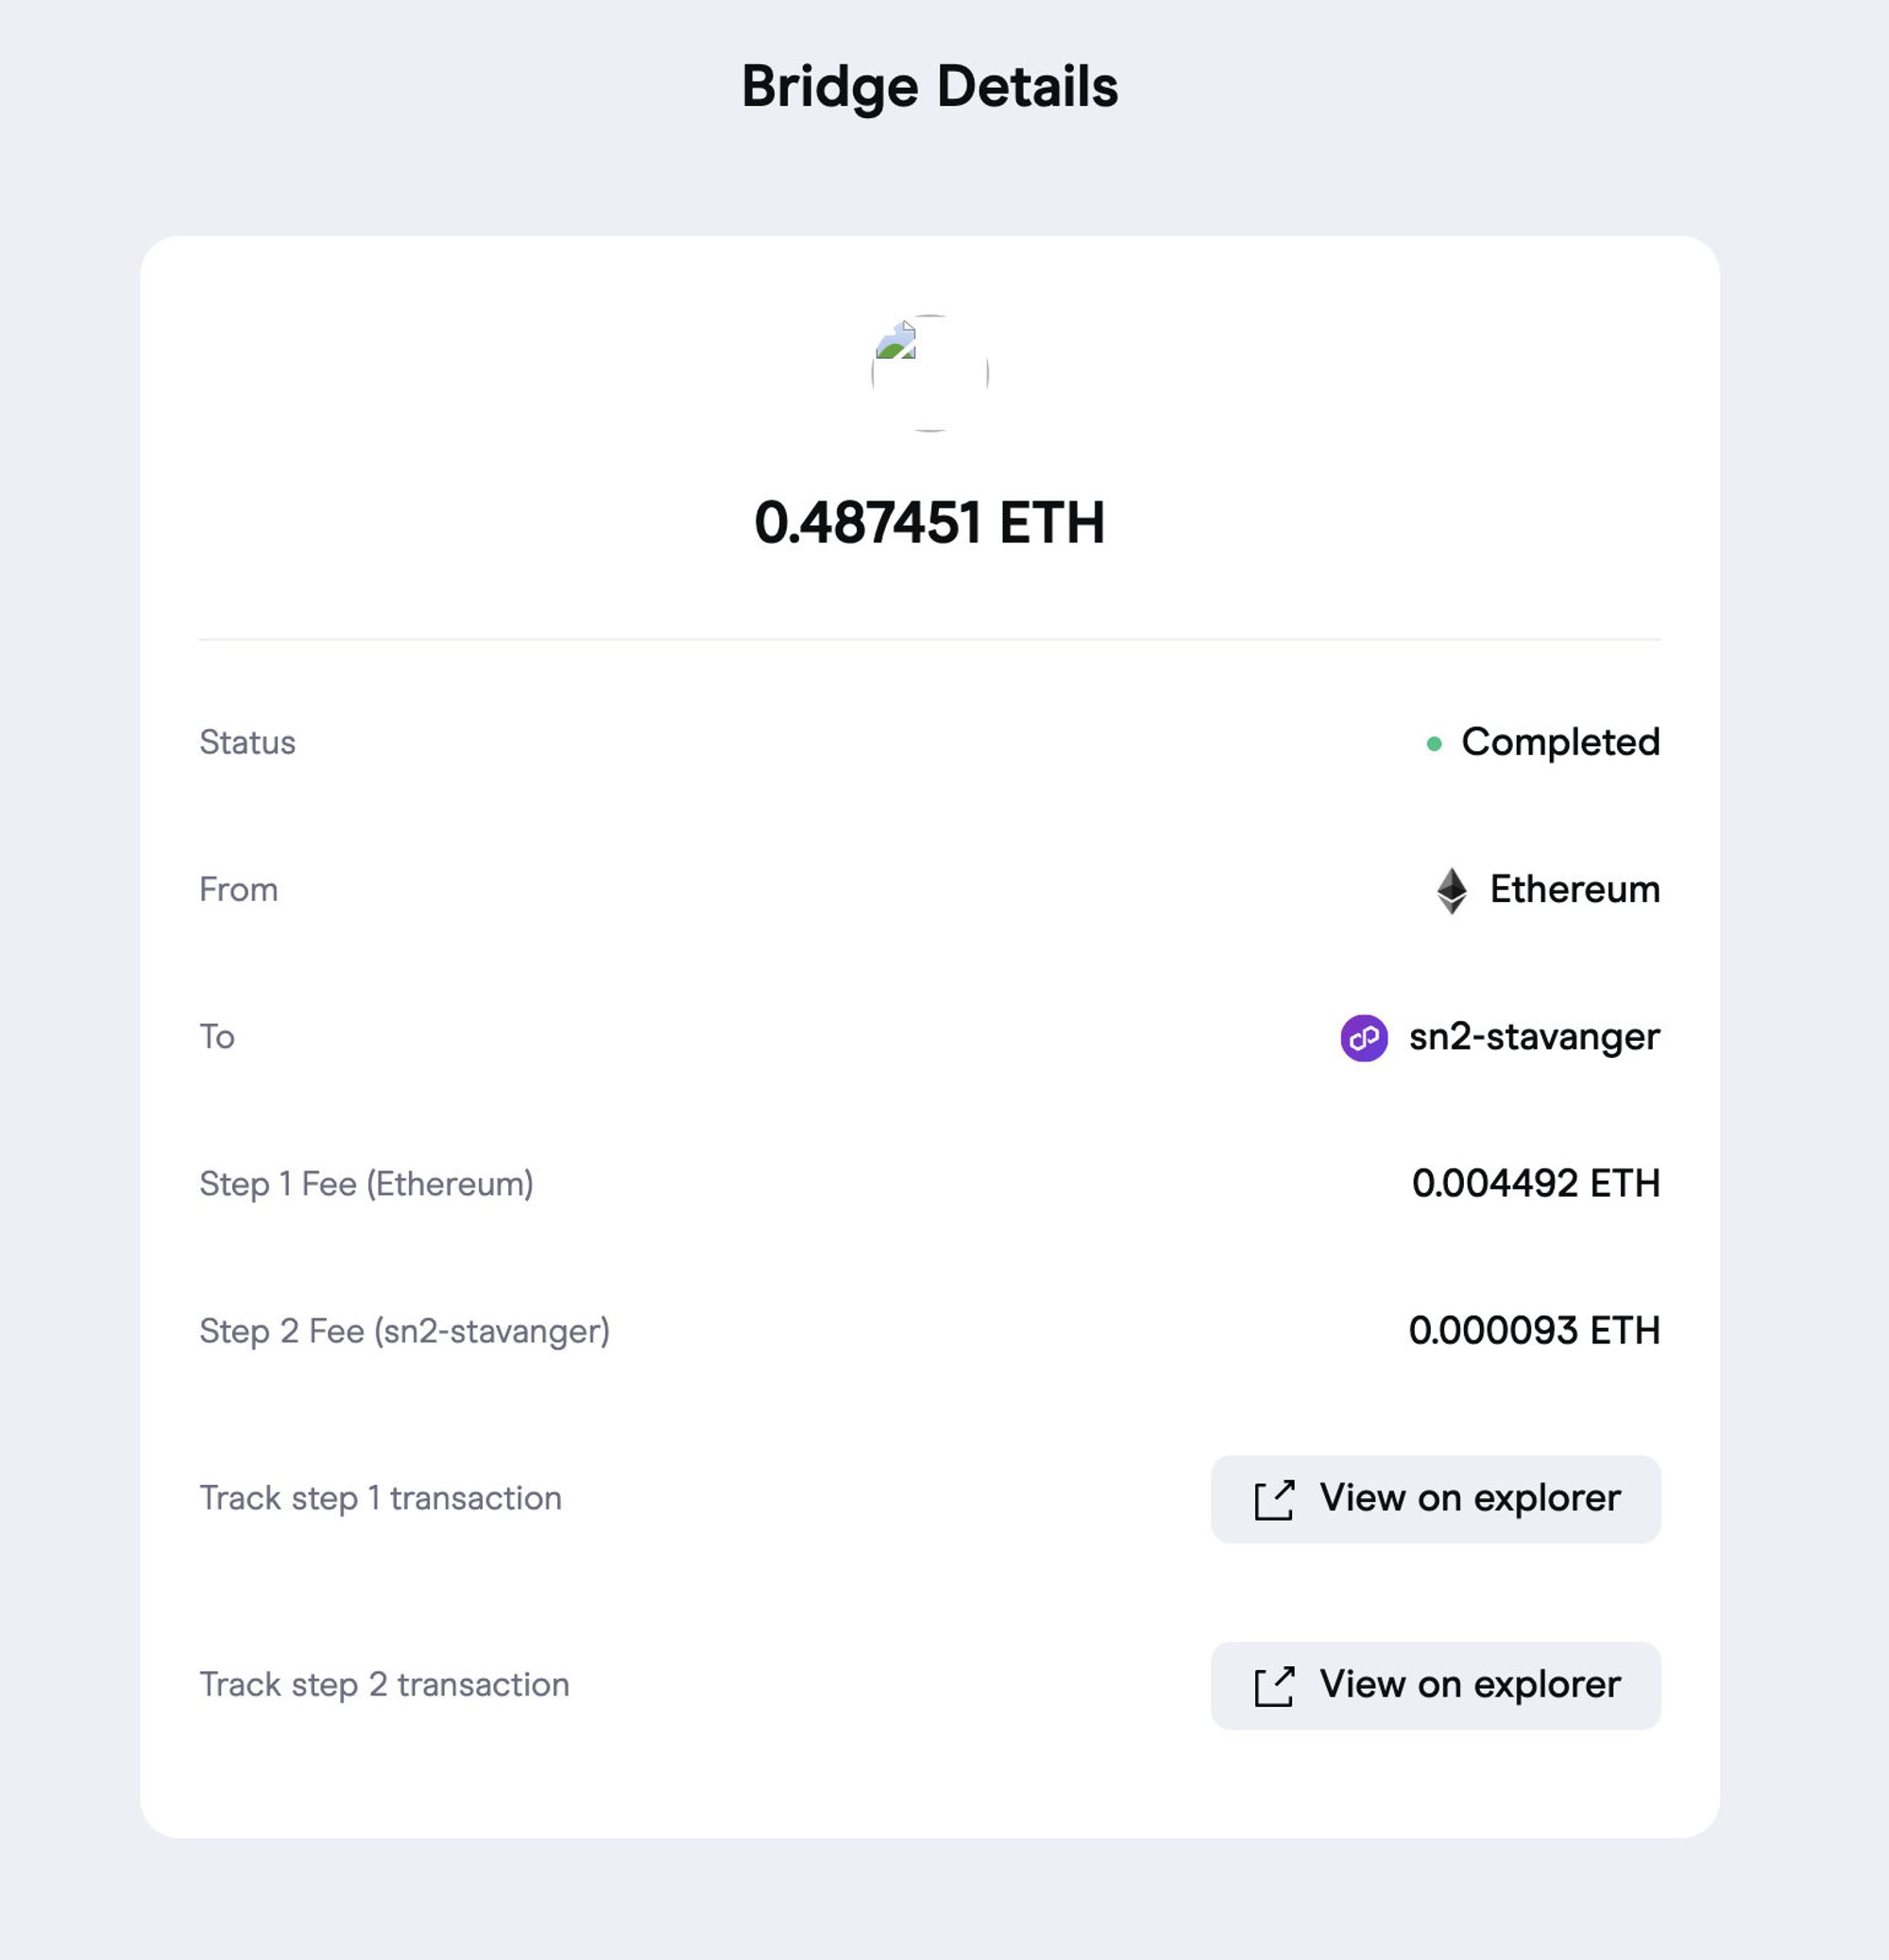 Bridge Details
0.487451 ETH
Status Completed
From Ethereum
To sn2-stavanger
Step 1 Fee (Ethereum) 0.004492 ETH
Step 2 Fee (sn2-stavanger) 0.000093 ETH
Track step 1 transaction View on explorer
Track step 2 transaction View on explorer